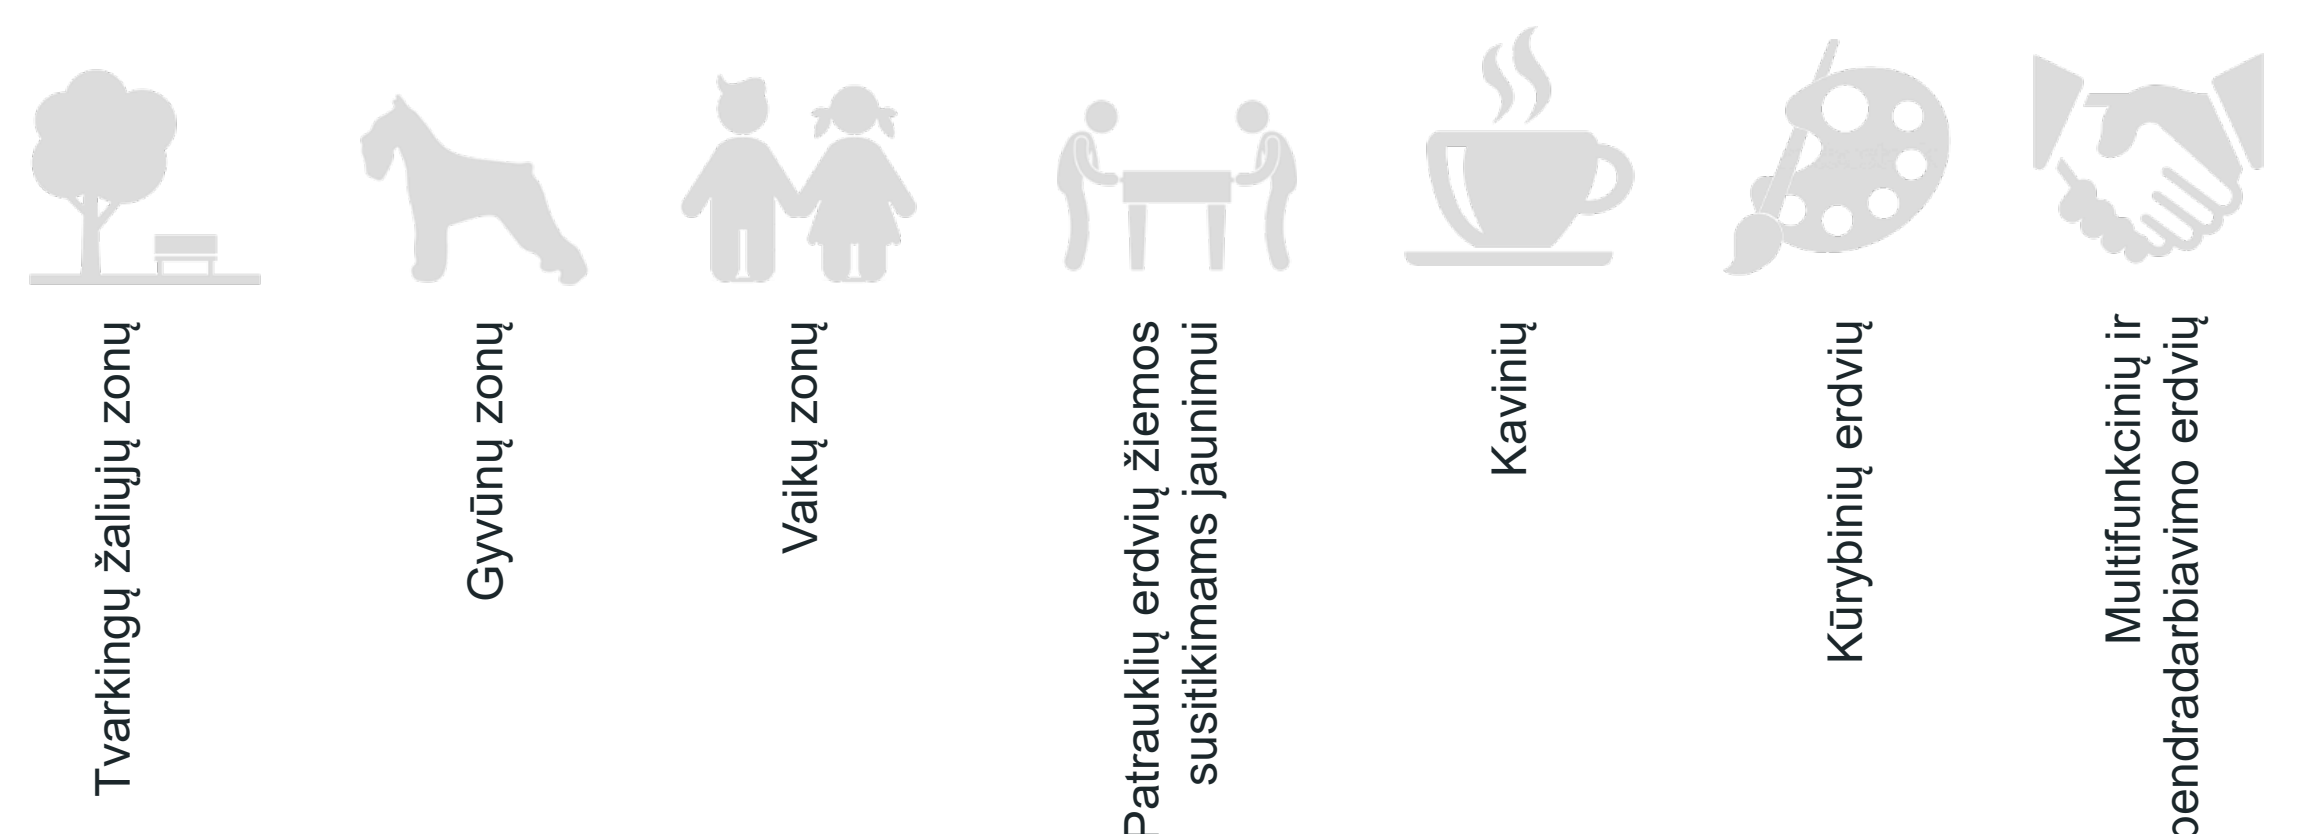 Tvarkingų žaliųjų zonų
Gyvūnų zonų
Vaikų zonų
Patrauklių erdvių žiemos
susitikimams jaunimui
Kavinių
Kūrybinių erdvių
Multifunkcinių ir
bendradarbiavimo erdvių